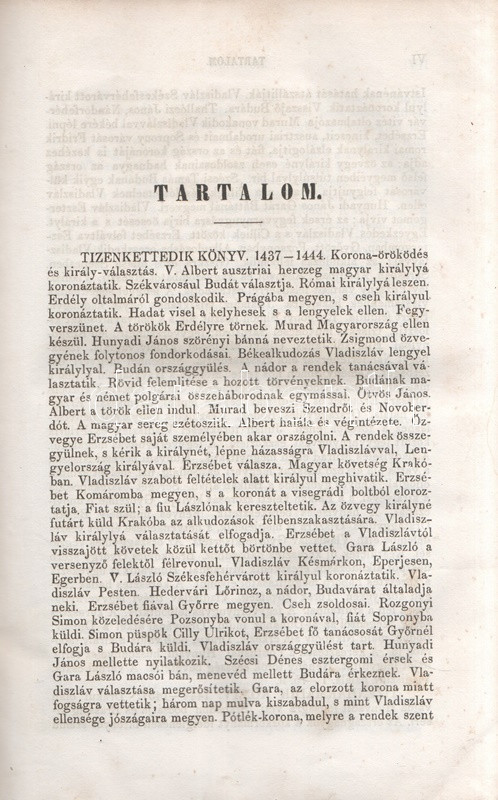 TARTALOM.
TIZENKETTEDIK KÖNYV. 1437—1444. Korona-öröködés
és király-választás. V. Albert ausztriai herczeg magyar királylyá
koronáztatik. Székvárosául Budát választja. Római királylyá leszen.
Erdély oltalmáról gondoskodik. Prágába megyen, s cseh királyul
koronáztatik. Hadat visel a kelyhesek s a lengyelek ellen. Fegy-
verszünet. A törökök Erdélyre törnek. Murad Magyarország ellen
készül. Hunyadi János szörényi bánná neveztetik. Zsigmond özve-
gyének folytonos fondorkodásai. Békealkudozás Vladiszláv lengyel
királylyal. Budán országgyülés. A nádor a rendek tanácsával vá-
lasztatik. Rövid felemlitése a hozott törvényeknek. Budának ma-
gyar és német polgárai összeháborodnak egymással. Ötvös János.
Albert a török ellen indul. Murad beveszi Szendrőt és Novober-
dót. A magyar sereg szétoszlik. Albert halála és végintézete. Öz-
vegye Erzsébet saját személyében akar országolni. A rendek össze-
gyülnek, s kérik a királynét, lépne házasságra Vladiszlávval, Len-
gyelország királyával. Erzsébet válasza. Magyar követség Krakó-
ban. Vladiszláv szabott feltételek alatt királyul meghivatik. Erzsé-
bet Komáromba megyen, s a koronát a visegrádi boltból eloroz-
tatja. Fiat szül; a fiu Lászlónak kereszteltetik. Az özvegy királyné
futárt küld Krakóba az alkudozások félbenszakasztására. Vladisz-
láv királylyá választatását elfogadja. Erzsébet a Vladiszlávtól
visszajött követek közül kettőt börtönbe vettet. Gara László a
versenyző felektől félrevonul. Vladiszláv Késmárkon, Eperjesen,
Egerben. V. László Székesfehérvárott királyul koronáztatik. Vla-
diszláv Pesten. Hedervári Lőrincz, a nádor, Budavárat általadja
neki. Erzsébet fiával Győrre megyen. Cseh zsoldosai. Rozgonyi
Simon közeledésére Pozsonyba vonul a koronával, fiát Sopronyba
küldi. Simon püspök Cilly Ulrikot, Erzsébet fő tanácsosát Győrnél
elfogja s Budára küldi. Vladiszláv országgyülést tart. Hunyadi
János mellette nyilatkozik. Szécsi Dénes esztergomi érsek és
Gara László macsói bán, menevéd mellett Budára érkeznek. Vla-
diszláv választása megerősitetik. Gara, az elorzott korona miatt
fogságra vettetik; három nap mulva kiszabadul, s mint Vladiszláv
ellensége jószágaira megyen. Pótlék-korona, melyre a rendek szent